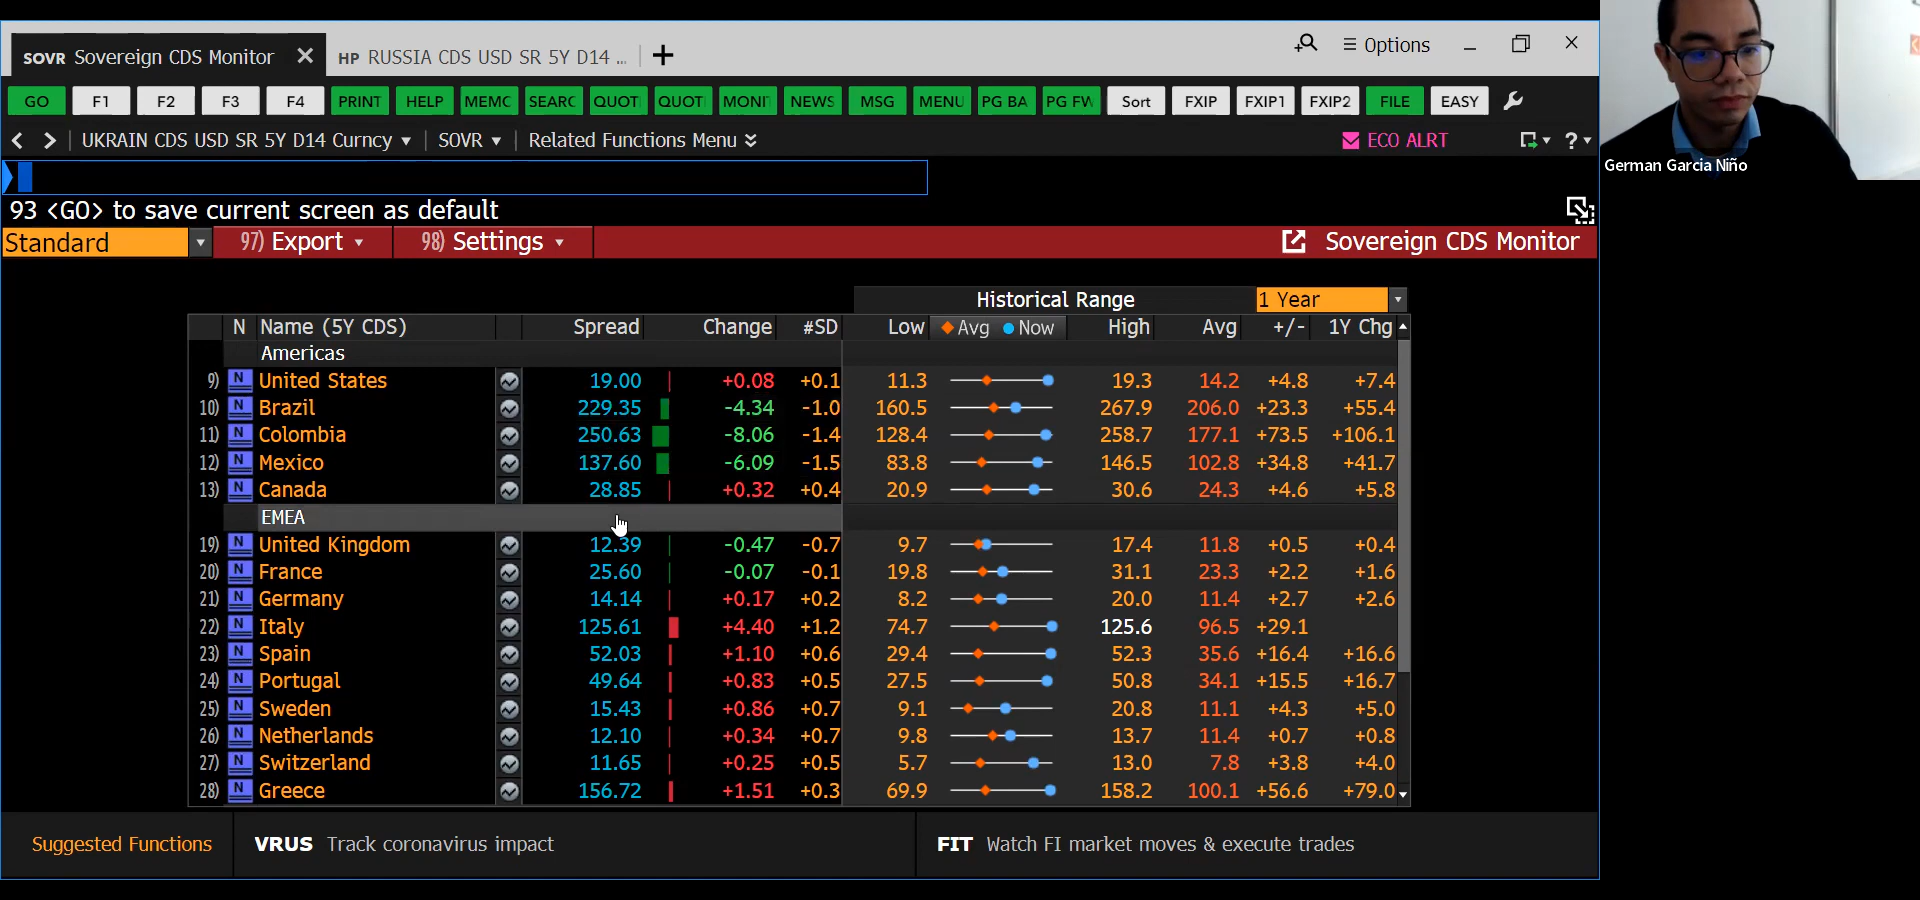 SOVR Sovereign CDS Monitor HP RUSSIA CDS USD SR 5Y D14 ... Options
GO F1 F2 F3 F4 PRINT HELP MEMC SEARC QUOT QUOT MONI NEWS MSG MENU PG BA PG FW Sort FXIP FXIP1 FXIP2 FILE EASY
UKRAIN CDS USD SR 5Y D14 Curncy SOVR Related Functions Menu ECO ALRT ?
German Garcia Niño
93 <GO> to save current screen as default
Standard 97) Export 98) Settings Sovereign CDS Monitor
Historical Range 1 Year
N Name (5Y CDS) Spread Change #SD Low Avg Now High Avg +/- 1Y Chg
Americas
9) N United States 19.00 +0.08 +0.1 11.3 19.3 14.2 +4.8 +7.4
10) N Brazil 229.35 -4.34 -1.0 160.5 267.9 206.0 +23.3 +55.4
11) N Colombia 250.63 -8.06 -1.4 128.4 258.7 177.1 +73.5 +106.1
12) N Mexico 137.60 -6.09 -1.5 83.8 146.5 102.8 +34.8 +41.7
13) N Canada 28.85 +0.32 +0.4 20.9 30.6 24.3 +4.6 +5.8
EMEA
19) N United Kingdom 12.39 -0.47 -0.7 9.7 17.4 11.8 +0.5 +0.4
20) N France 25.60 -0.07 -0.1 19.8 31.1 23.3 +2.2 +1.6
21) N Germany 14.14 +0.17 +0.2 8.2 20.0 11.4 +2.7 +2.6
22) N Italy 125.61 +4.40 +1.2 74.7 125.6 96.5 +29.1
23) N Spain 52.03 +1.10 +0.6 29.4 52.3 35.6 +16.4 +16.6
24) N Portugal 49.64 +0.83 +0.5 27.5 50.8 34.1 +15.5 +16.7
25) N Sweden 15.43 +0.86 +0.7 9.1 20.8 11.1 +4.3 +5.0
26) N Netherlands 12.10 +0.34 +0.7 9.8 13.7 11.4 +0.7 +0.8
27) N Switzerland 11.65 +0.25 +0.5 5.7 13.0 7.8 +3.8 +4.0
28) N Greece 156.72 +1.51 +0.3 69.9 158.2 100.1 +56.6 +79.0
Suggested Functions VRUS Track coronavirus impact FIT Watch FI market moves & execute trades